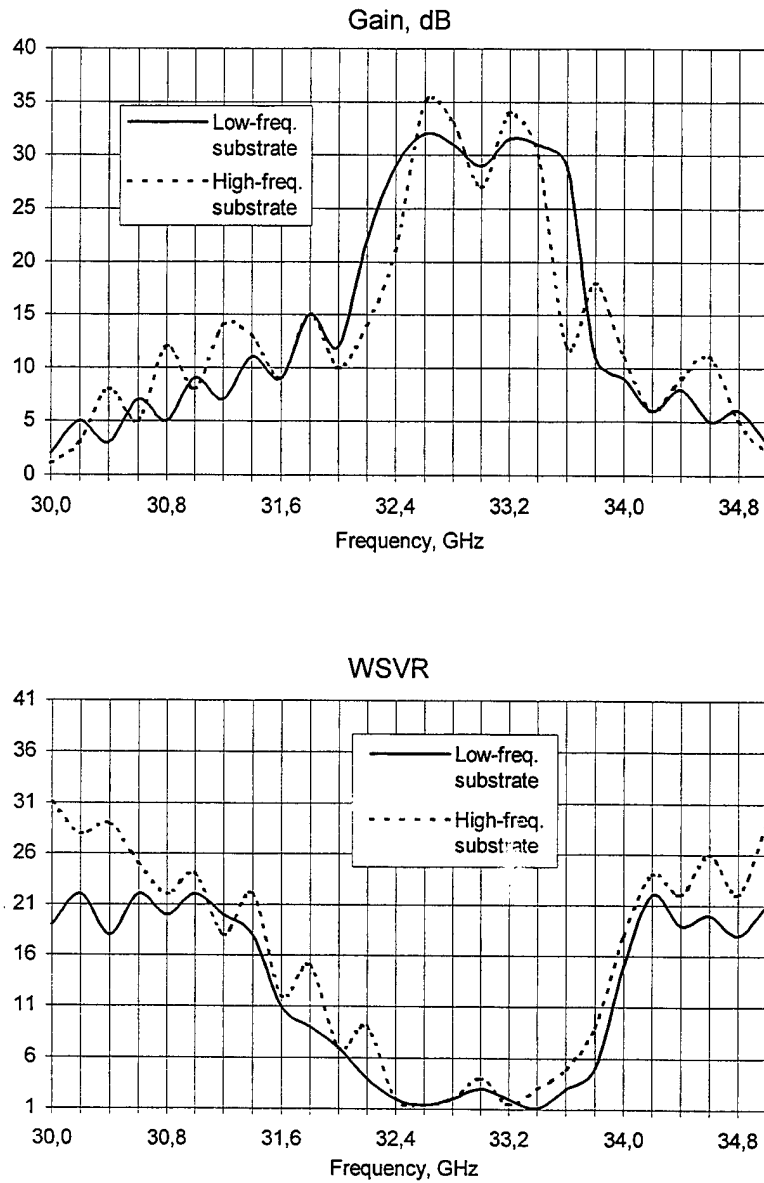 Gain, dB
40
35
30
25
20
15
10
5
0
Low-freq.
substrate
High-freq.
substrate
30,0 30,8 31,6 32,4 33,2 34,0 34,8
Frequency, GHz
WSVR
41
36
31
26
21
16
11
6
1
Low-freq.
substrate
High-freq.
substrate
30,0 30,8 31,6 32,4 33,2 34,0 34,8
Frequency, GHz